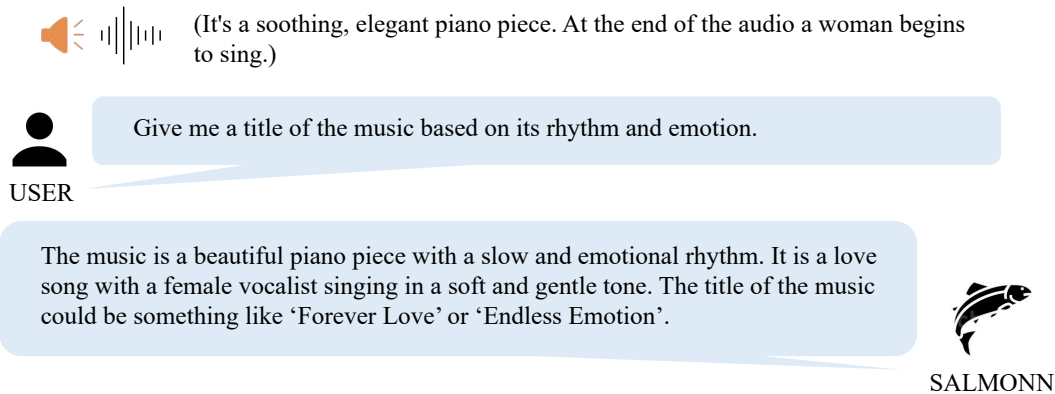 (It's a soothing, elegant piano piece. At the end of the audio a woman begins
to sing.)
Give me a title of the music based on its rhythm and emotion.
USER
The music is a beautiful piano piece with a slow and emotional rhythm. It is a love
song with a female vocalist singing in a soft and gentle tone. The title of the music
could be something like ‘Forever Love’ or ‘Endless Emotion’.
SALMONN